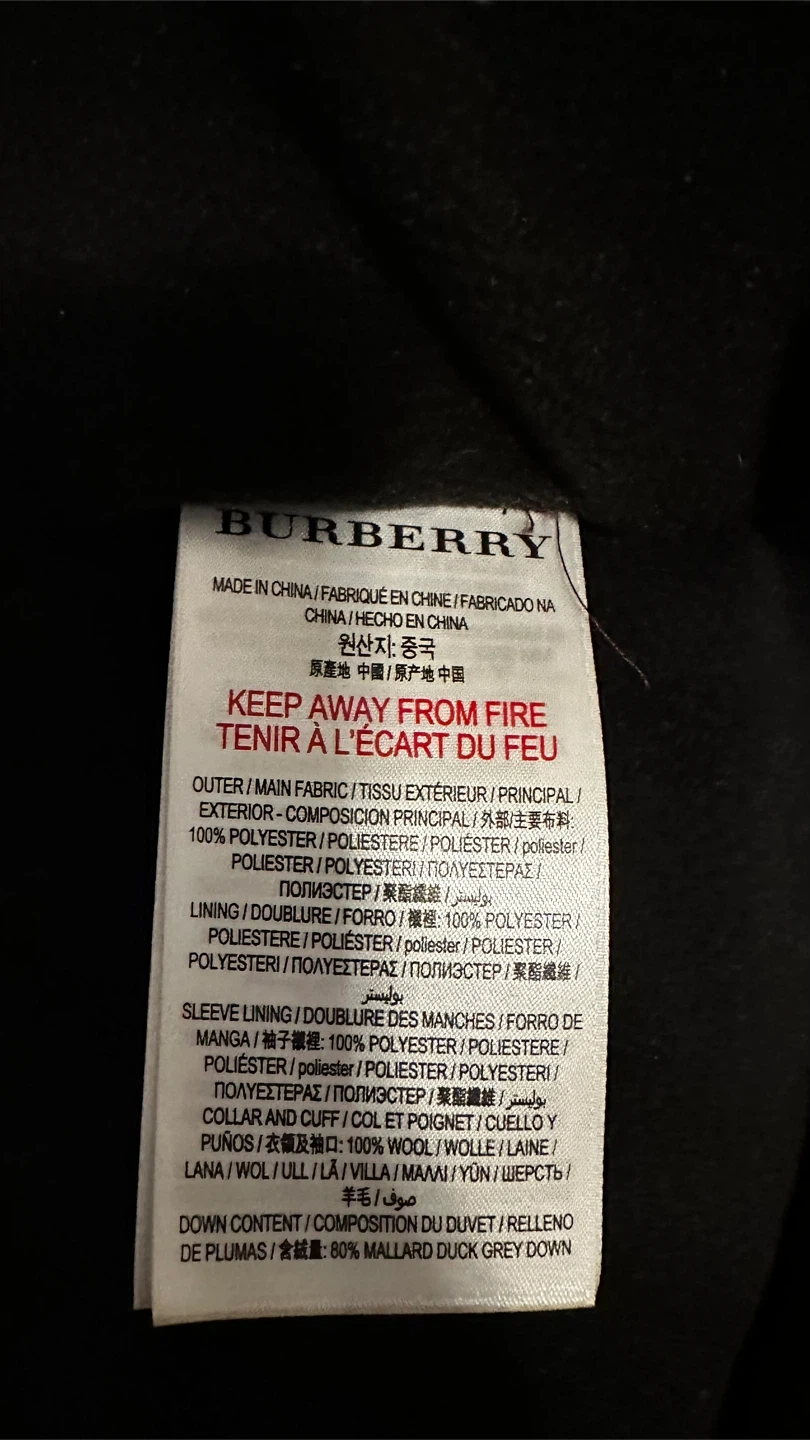 BURBERRY
MADE IN CHINA / FABRIQUÉ EN CHINE / FABRICADO NA
CHINA / HECHO EN CHINA
원산지: 중국
原產地 中國 / 原产地 中国
KEEP AWAY FROM FIRE
TENIR À L'ÉCART DU FEU
OUTER / MAIN FABRIC / TISSU EXTÉRIEUR / PRINCIPAL /
EXTERIOR - COMPOSICION PRINCIPAL / 外部/主要布料:
100% POLYESTER / POLIESTERE / POLIÉSTER / poliester /
POLIESTER / POLYESTERI / ΠΟΛΥΕΣΤΕΡΑΣ /
ПОЛИЭСТЕР / 聚酯纖維 / بوليستر
LINING / DOUBLURE / FORRO / 襯裡: 100% POLYESTER /
POLIESTERE / POLIÉSTER / poliester / POLIESTER /
POLYESTERI / ΠΟΛΥΕΣΤΕΡΑΣ / ПОЛИЭСТЕР / 聚酯纖維 /
بوليستر
SLEEVE LINING / DOUBLURE DES MANCHES / FORRO DE
MANGA / 袖子襯裡: 100% POLYESTER / POLIESTERE /
POLIÉSTER / poliester / POLIESTER / POLYESTERI /
ΠΟΛΥΕΣΤΕΡΑΣ / ПОЛИЭСТЕР / 聚酯纖維 / بوليستر
COLLAR AND CUFF / COL ET POIGNET / CUELLO Y
PUÑOS / 衣領及袖口: 100% WOOL / WOLLE / LAINE /
LANA / WOL / ULL / LÃ / VILLA / ΜΑΛΛΙ / YÜN / ШЕРСТЬ /
羊毛 / صوف
DOWN CONTENT / COMPOSITION DU DUVET / RELLENO
DE PLUMAS / 含絨量: 80% MALLARD DUCK GREY DOWN